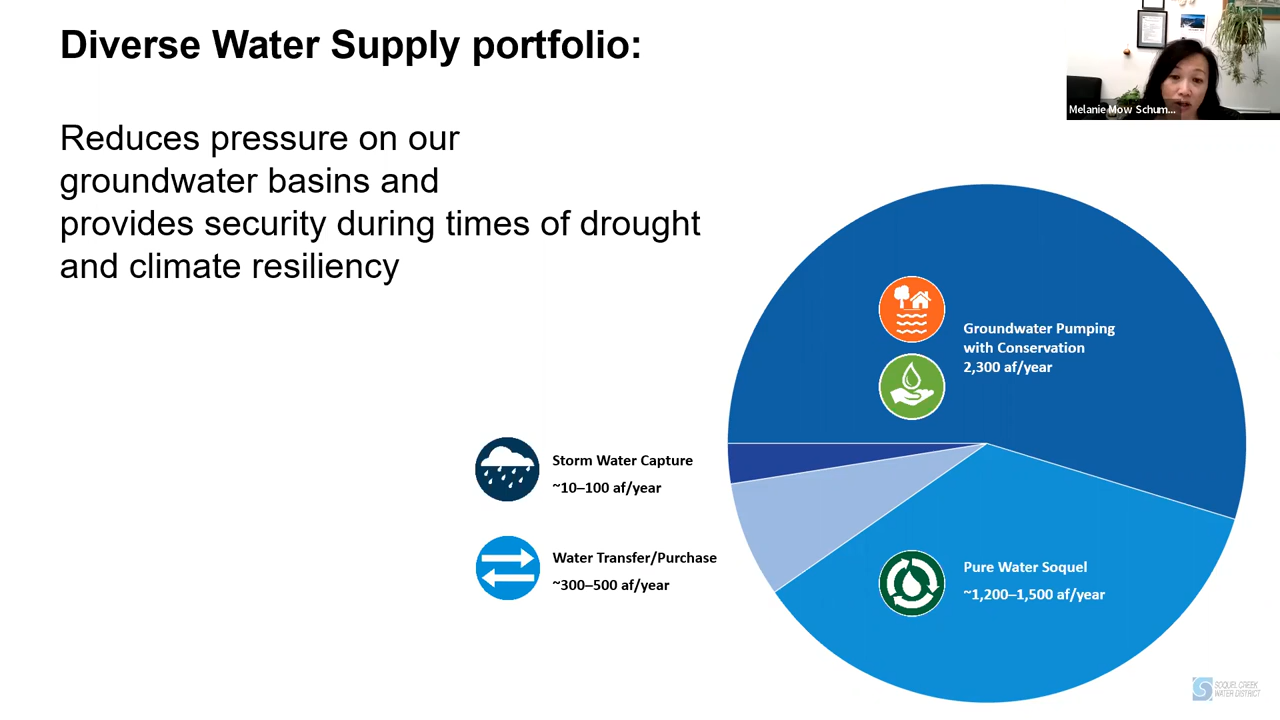 Diverse Water Supply portfolio:
Melanie Mow Schum...
Reduces pressure on our
groundwater basins and
provides security during times of drought
and climate resiliency
Groundwater Pumping
with Conservation
2,300 af/year
Storm Water Capture
~10–100 af/year
Water Transfer/Purchase
~300–500 af/year
Pure Water Soquel
~1,200–1,500 af/year
SOQUEL CREEK
WATER DISTRICT